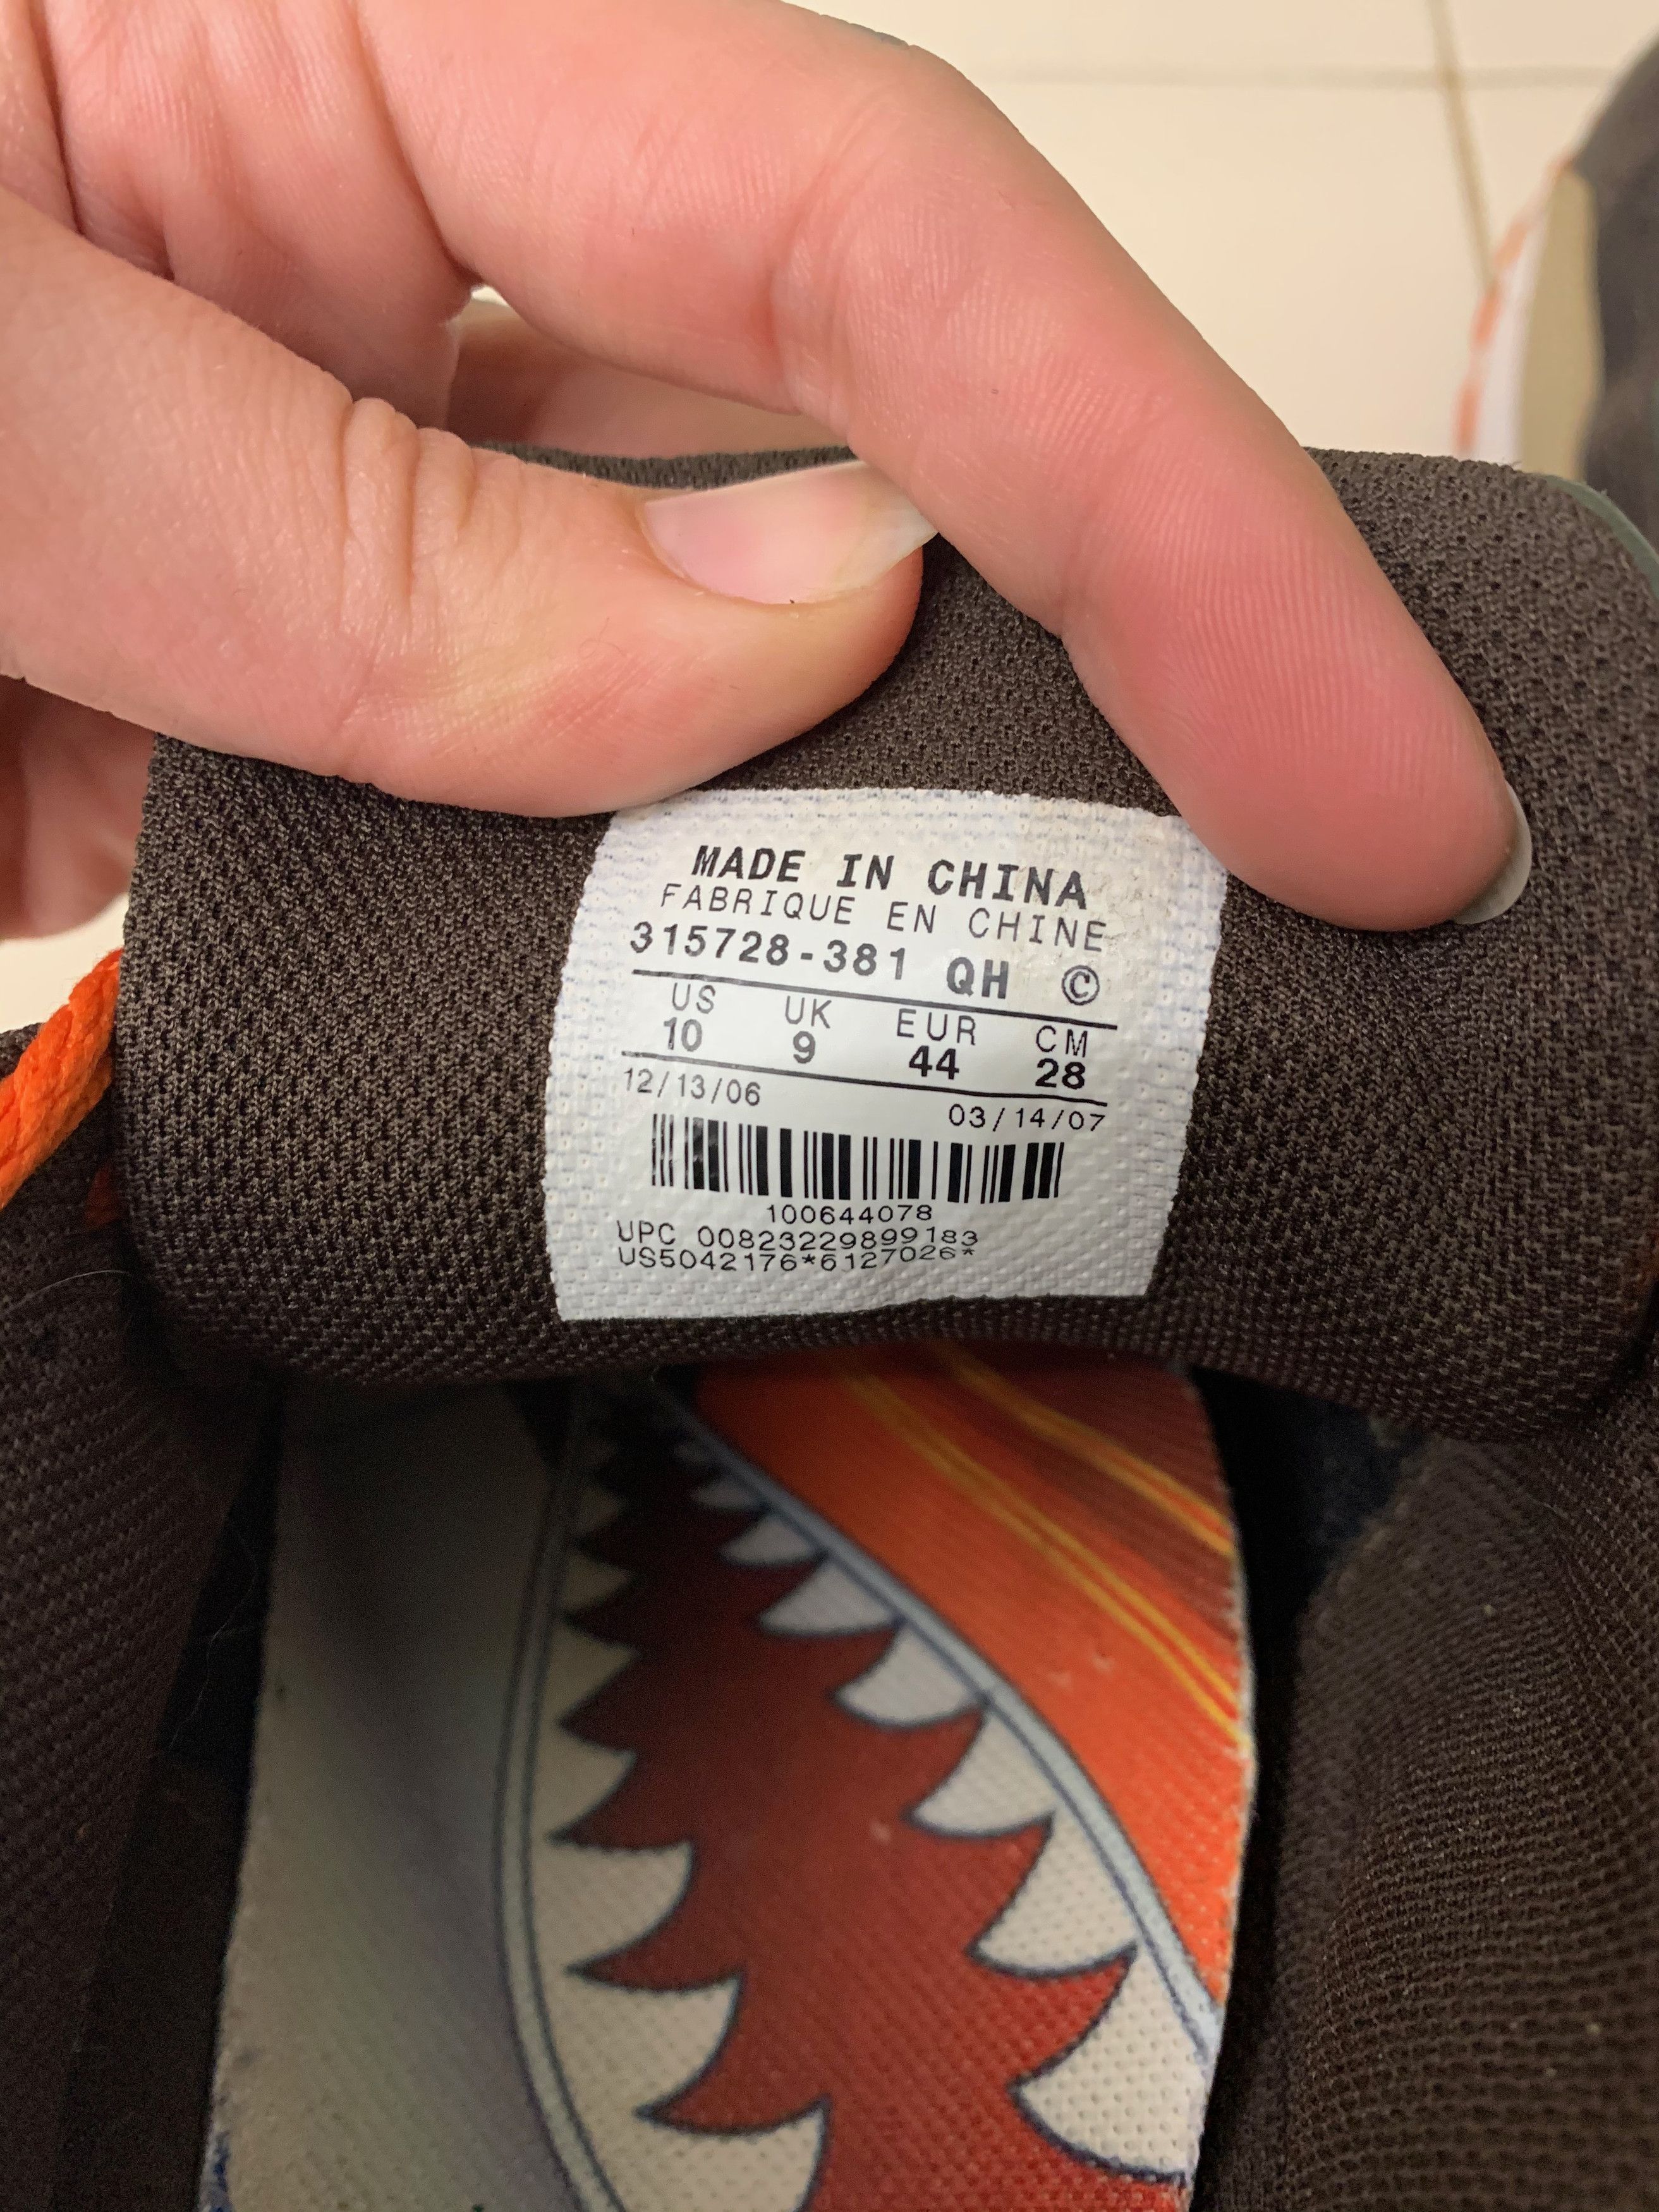 MADE IN CHINA
FABRIQUE EN CHINE
315728-381 QH ©
US UK EUR CM
10 9 44 28
12/13/06 03/14/07
100644078
UPC 00823229899183
US5042176*6127026*